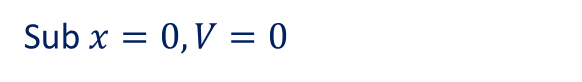 Sub x = 0, V = 0